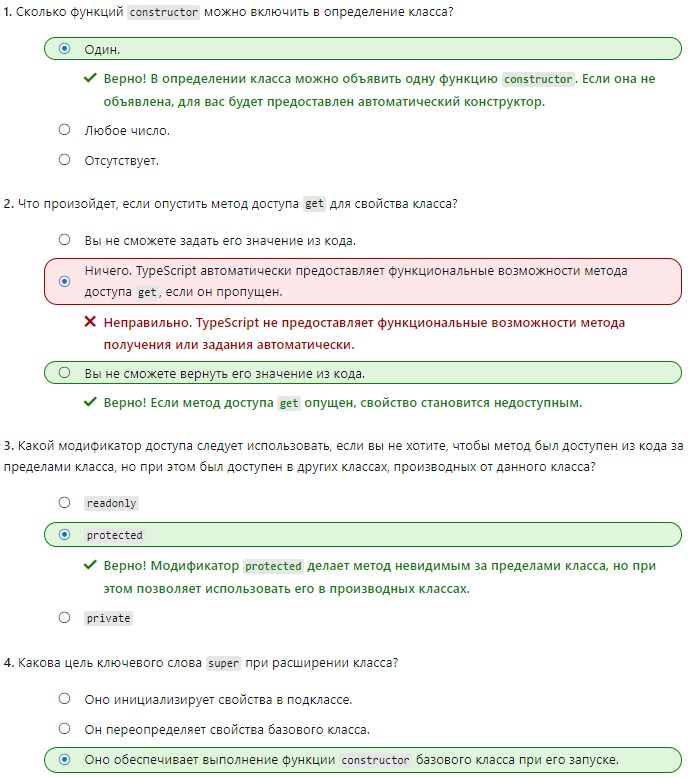 1. Сколько функций constructor можно включить в определение класса?
Один.
Верно! В определении класса можно объявить одну функцию constructor. Если она не
объявлена, для вас будет предоставлен автоматический конструктор.
Любое число.
Отсутствует.
2. Что произойдет, если опустить метод доступа get для свойства класса?
Вы не сможете задать его значение из кода.
Ничего. TypeScript автоматически предоставляет функциональные возможности метода
доступа get, если он пропущен.
Неправильно. TypeScript не предоставляет функциональные возможности метода
получения или задания автоматически.
Вы не сможете вернуть его значение из кода.
Верно! Если метод доступа get опущен, свойство становится недоступным.
3. Какой модификатор доступа следует использовать, если вы не хотите, чтобы метод был доступен из кода за
пределами класса, но при этом был доступен в других классах, производных от данного класса?
readonly
protected
Верно! Модификатор protected делает метод невидимым за пределами класса, но при
этом позволяет использовать его в производных классах.
private
4. Какова цель ключевого слова super при расширении класса?
Оно инициализирует свойства в подклассе.
Он переопределяет свойства базового класса.
Оно обеспечивает выполнение функции constructor базового класса при его запуске.